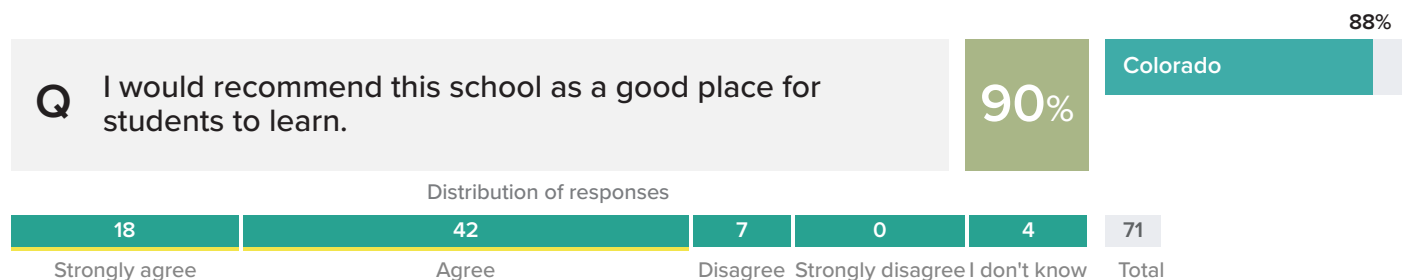 88%
Q
I would recommend this school as a good place for
students to learn.
90%
Colorado
Distribution of responses
18 42 7 0 4 71
Strongly agree Agree Disagree Strongly disagree I don't know Total